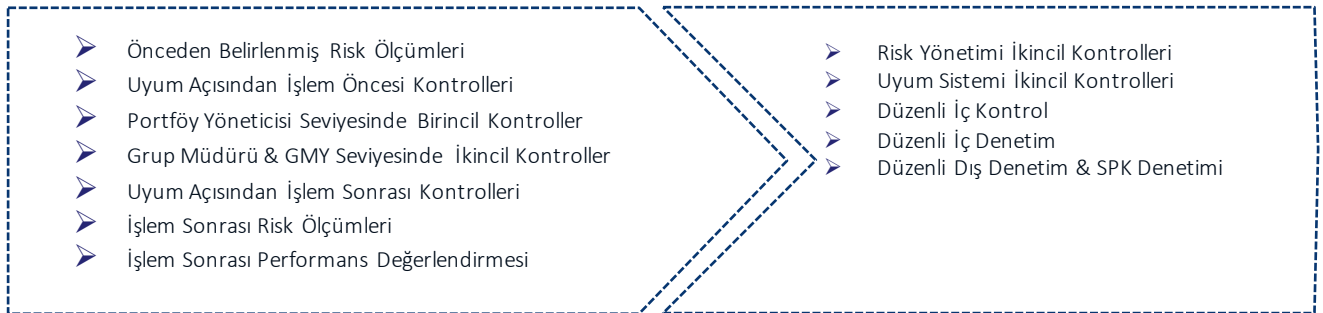 Önceden Belirlenmiş Risk Ölçümleri
Uyum Açısından İşlem Öncesi Kontrolleri
Portföy Yöneticisi Seviyesinde Birincil Kontroller
Grup Müdürü & GMY Seviyesinde İkincil Kontroller
Uyum Açısından İşlem Sonrası Kontrolleri
İşlem Sonrası Risk Ölçümleri
İşlem Sonrası Performans Değerlendirmesi
Risk Yönetimi İkincil Kontrolleri
Uyum Sistemi İkincil Kontrolleri
Düzenli İç Kontrol
Düzenli İç Denetim
Düzenli Dış Denetim & SPK Denetimi